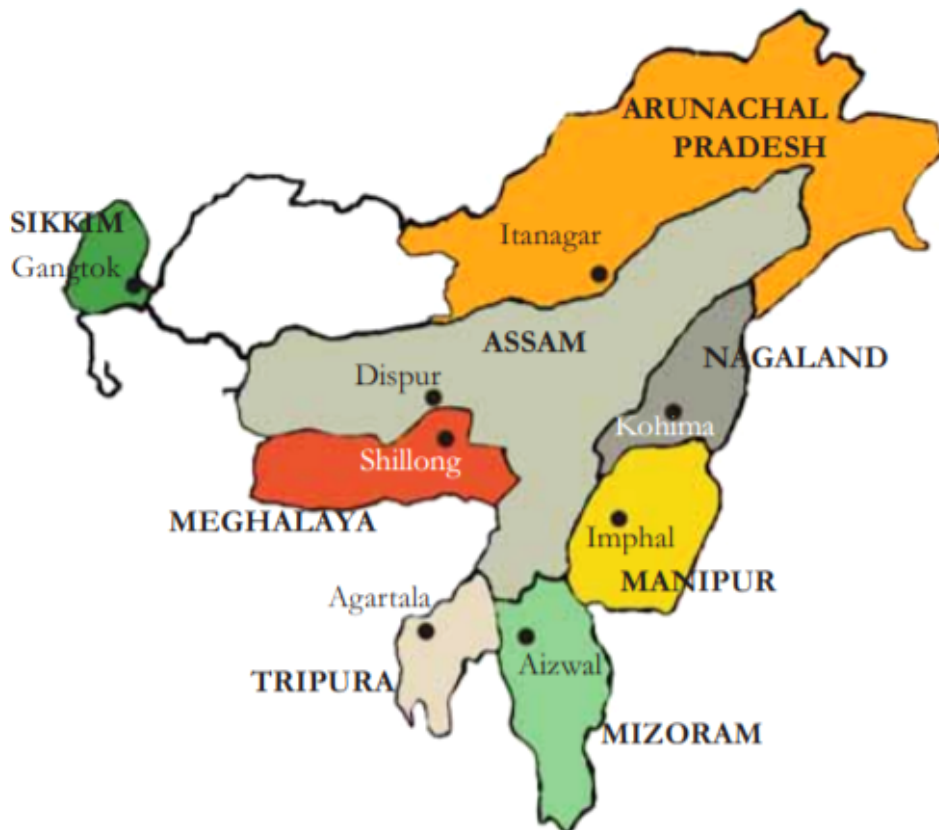 ARUNACHAL
PRADESH
SIKKIM
Gangtok
Itanagar
ASSAM
NAGALAND
Dispur
Kohima
Shillong
MEGHALAYA
Imphal
MANIPUR
Agartala
Aizwal
TRIPURA
MIZORAM